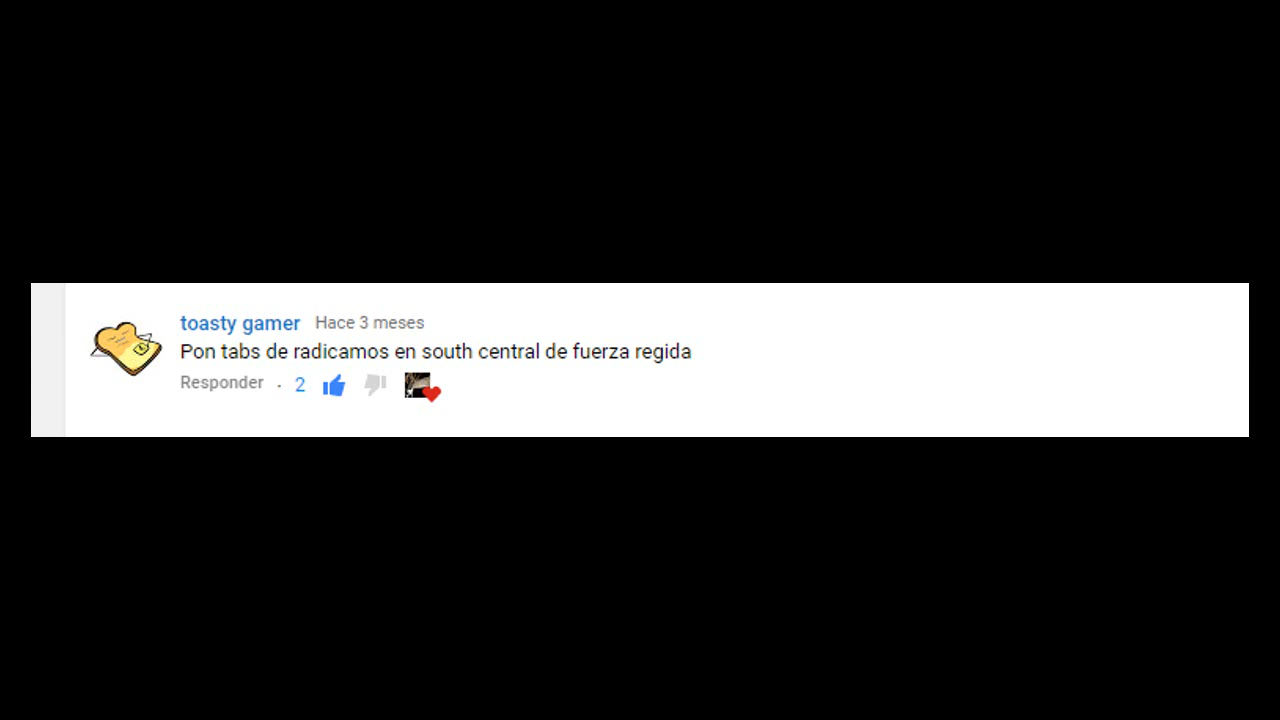 toasty gamer Hace 3 meses
Pon tabs de radicamos en south central de fuerza regida
Responder · 2